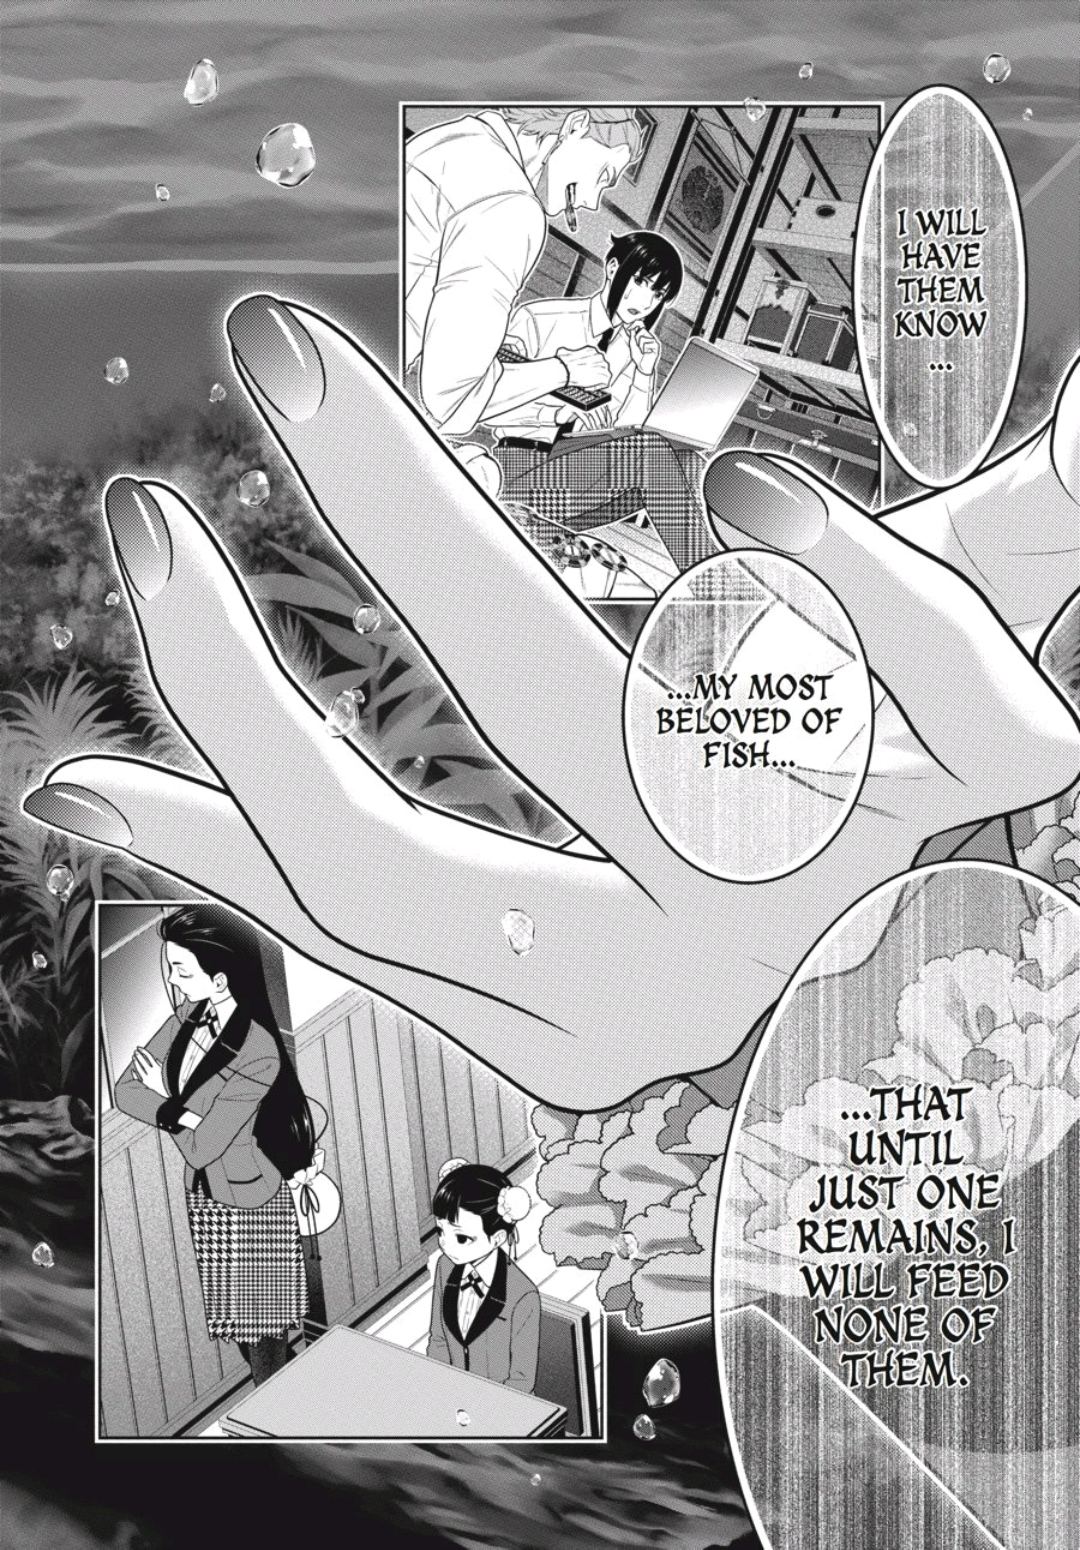 I WILL
HAVE
THEM
KNOW
...
...MY MOST
BELOVED OF
FISH...
...THAT
UNTIL
JUST ONE
REMAINS, I
WILL FEED
NONE OF
THEM.